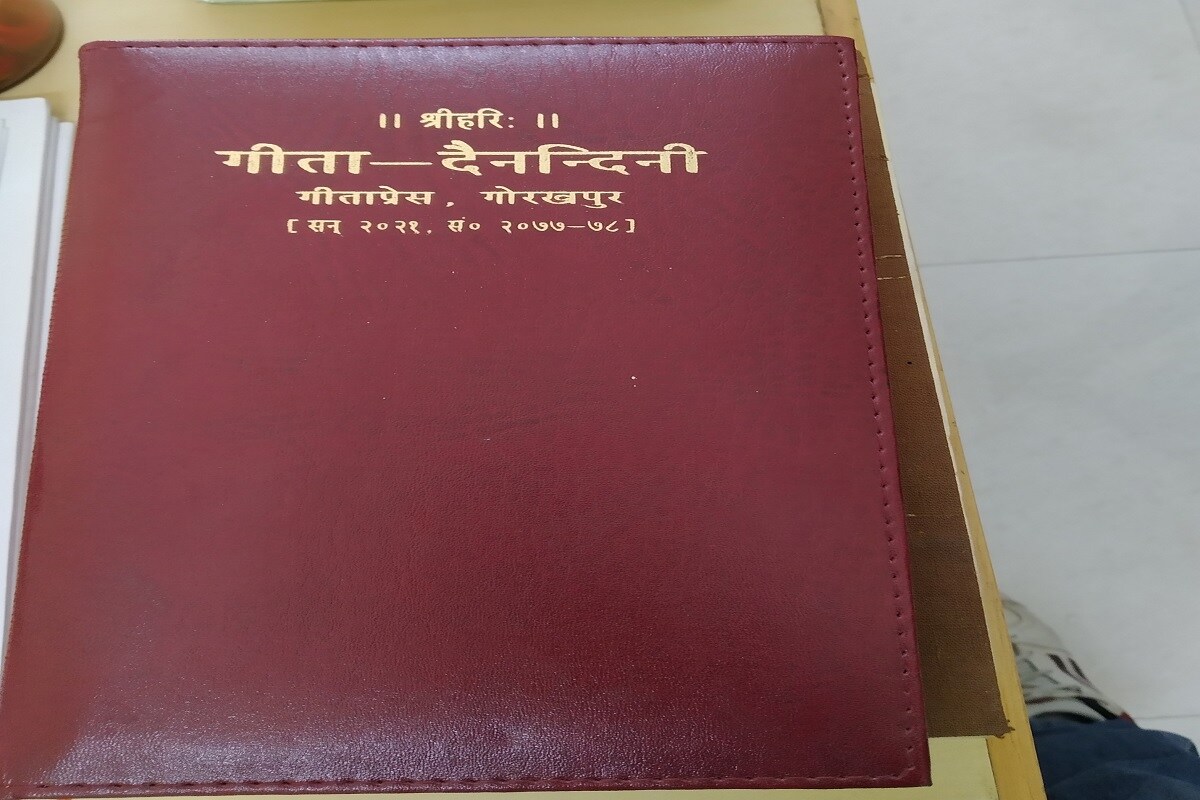 ।। श्रीहरिः ।।
गीता—दैनन्दिनी
गीताप्रेस, गोरखपुर
[ सन् २०२१, सं० २०७७—७८ ]